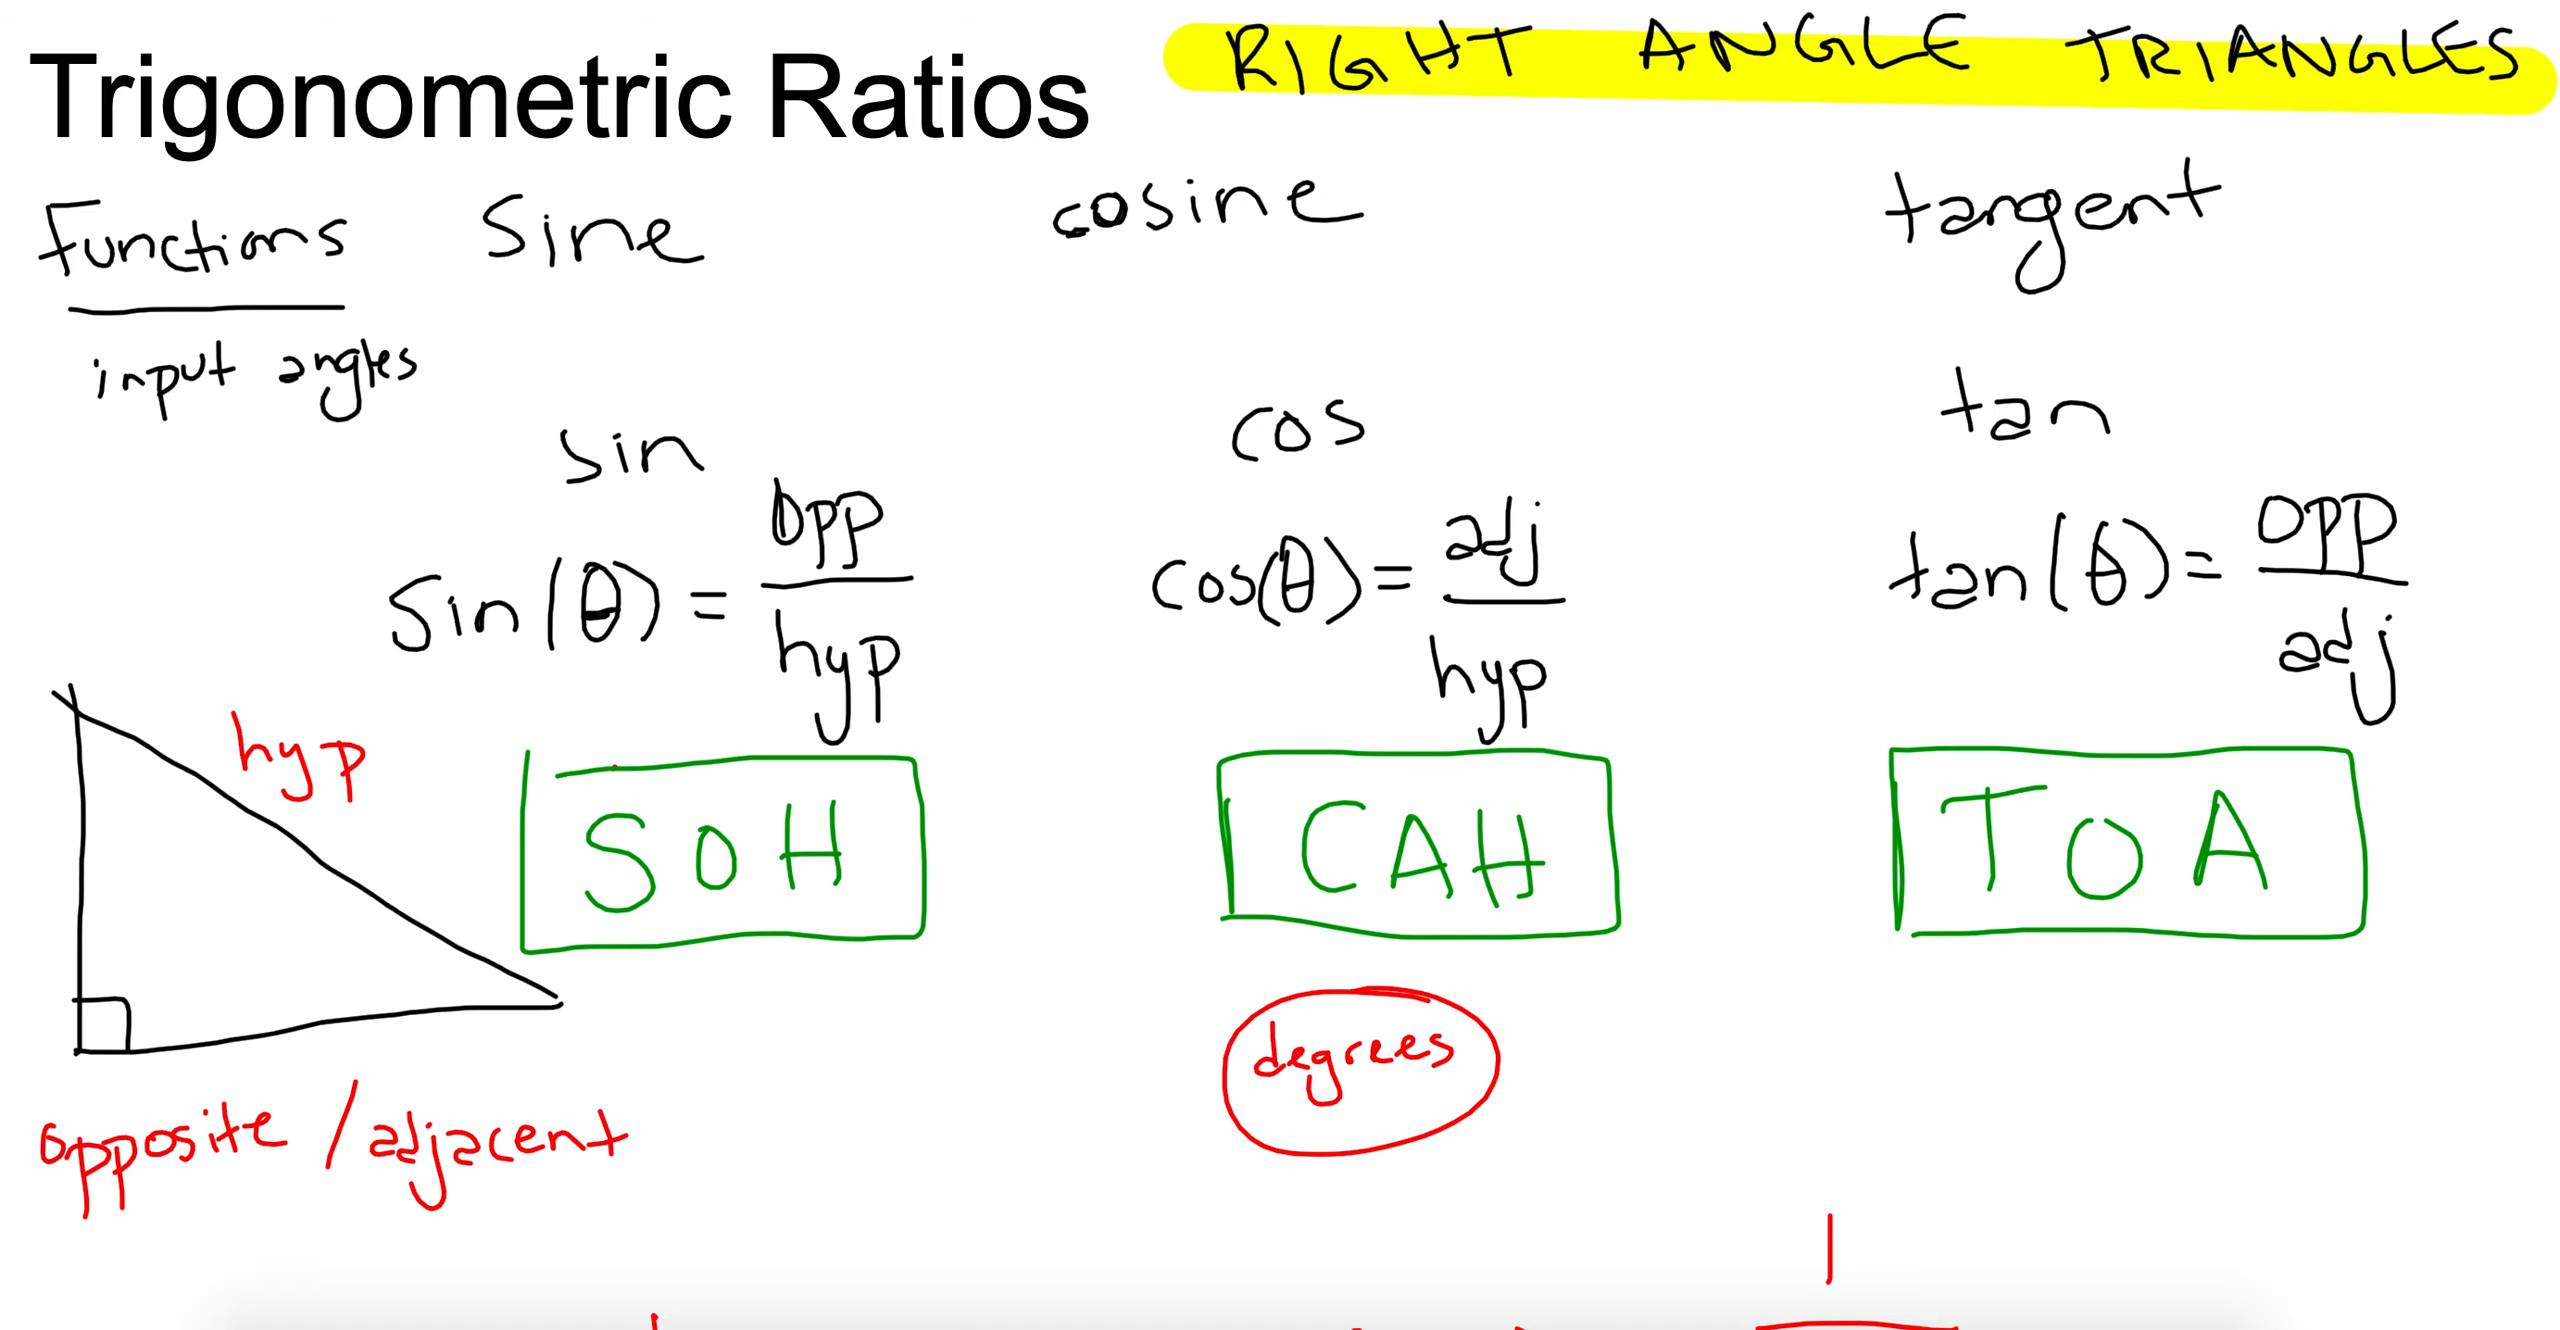 Trigonometric Ratios RIGHT ANGLE TRIANGLES
Functions sine cosine tangent
input angles
sin cos tan
sin(θ) = opp/hyp cos(θ) = adj/hyp tan(θ) = opp/adj
hyp
SOH CAH TOA
degrees
opposite / adjacent